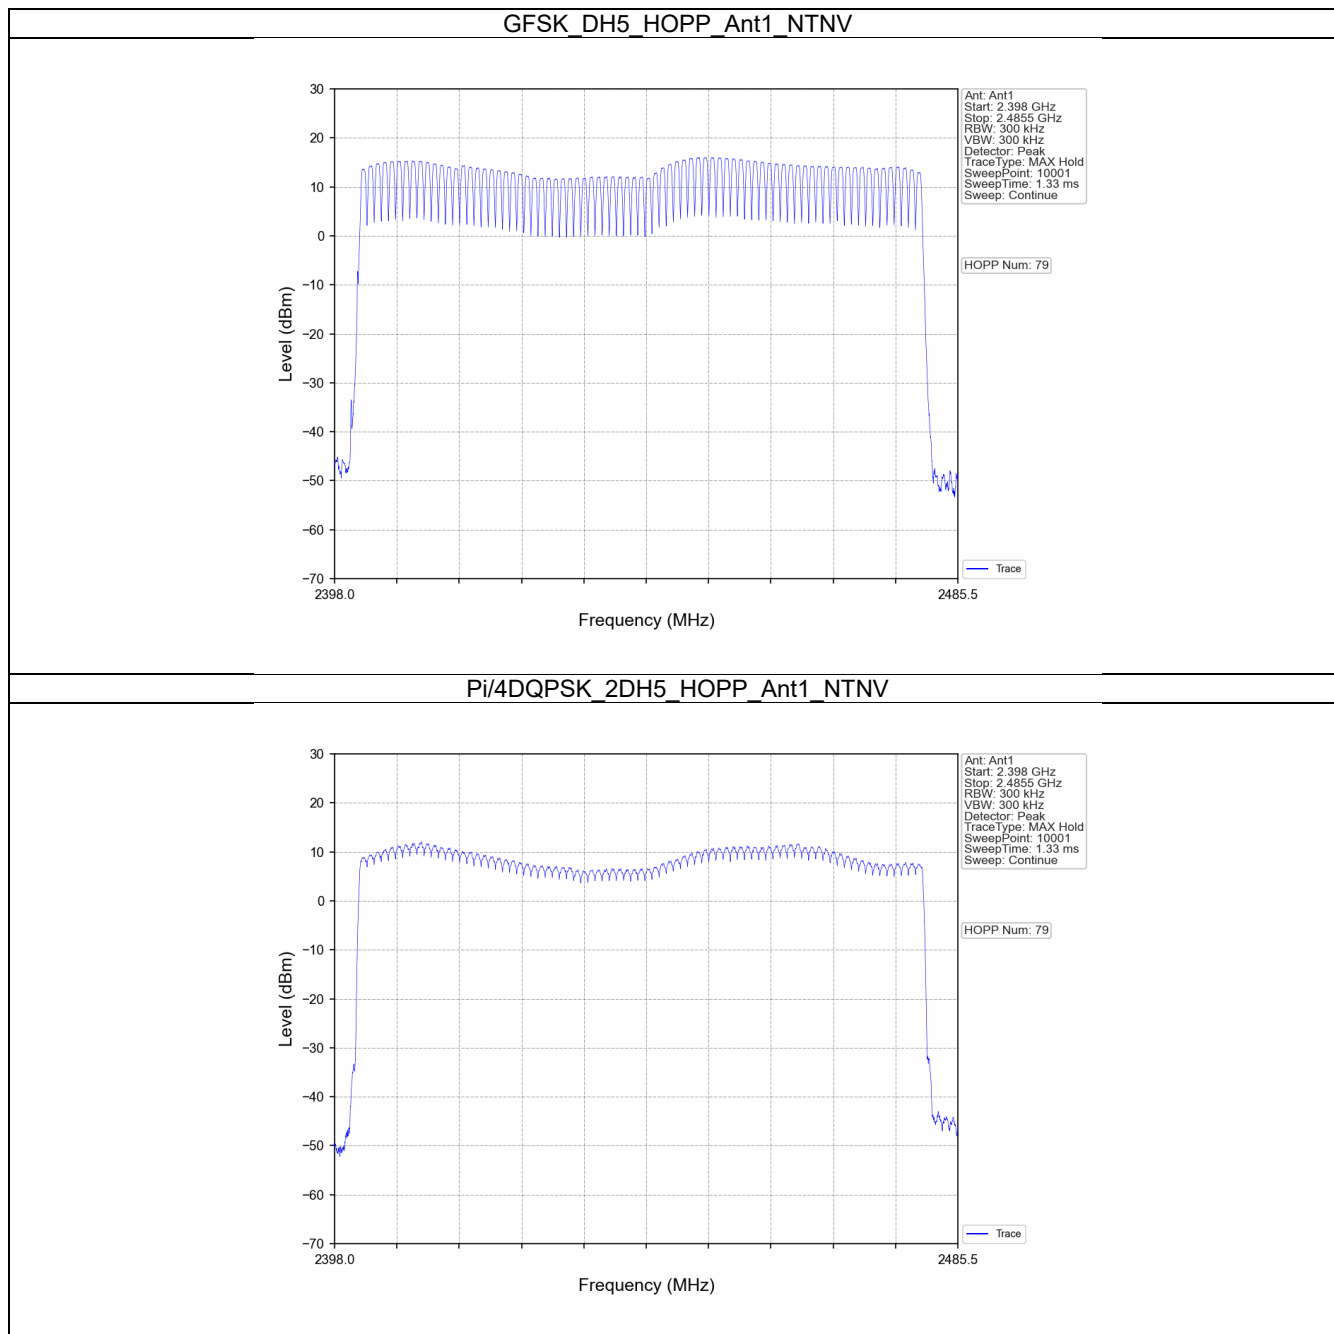 GFSK_DH5_HOPP_Ant1_NTNV
30
20
10
0
−10
−20
−30
−40
−50
−60
−70
Level (dBm)
2398.0
2485.5
Frequency (MHz)
Ant: Ant1
Start: 2.398 GHz
Stop: 2.4855 GHz
RBW: 300 kHz
VBW: 300 kHz
Detector: Peak
TraceType: MAX Hold
SweepPoint: 10001
SweepTime: 1.33 ms
Sweep: Continue
HOPP Num: 79
Trace
Pi/4DQPSK_2DH5_HOPP_Ant1_NTNV
30
20
10
0
−10
−20
−30
−40
−50
−60
−70
Level (dBm)
2398.0
2485.5
Frequency (MHz)
Ant: Ant1
Start: 2.398 GHz
Stop: 2.4855 GHz
RBW: 300 kHz
VBW: 300 kHz
Detector: Peak
TraceType: MAX Hold
SweepPoint: 10001
SweepTime: 1.33 ms
Sweep: Continue
HOPP Num: 79
Trace